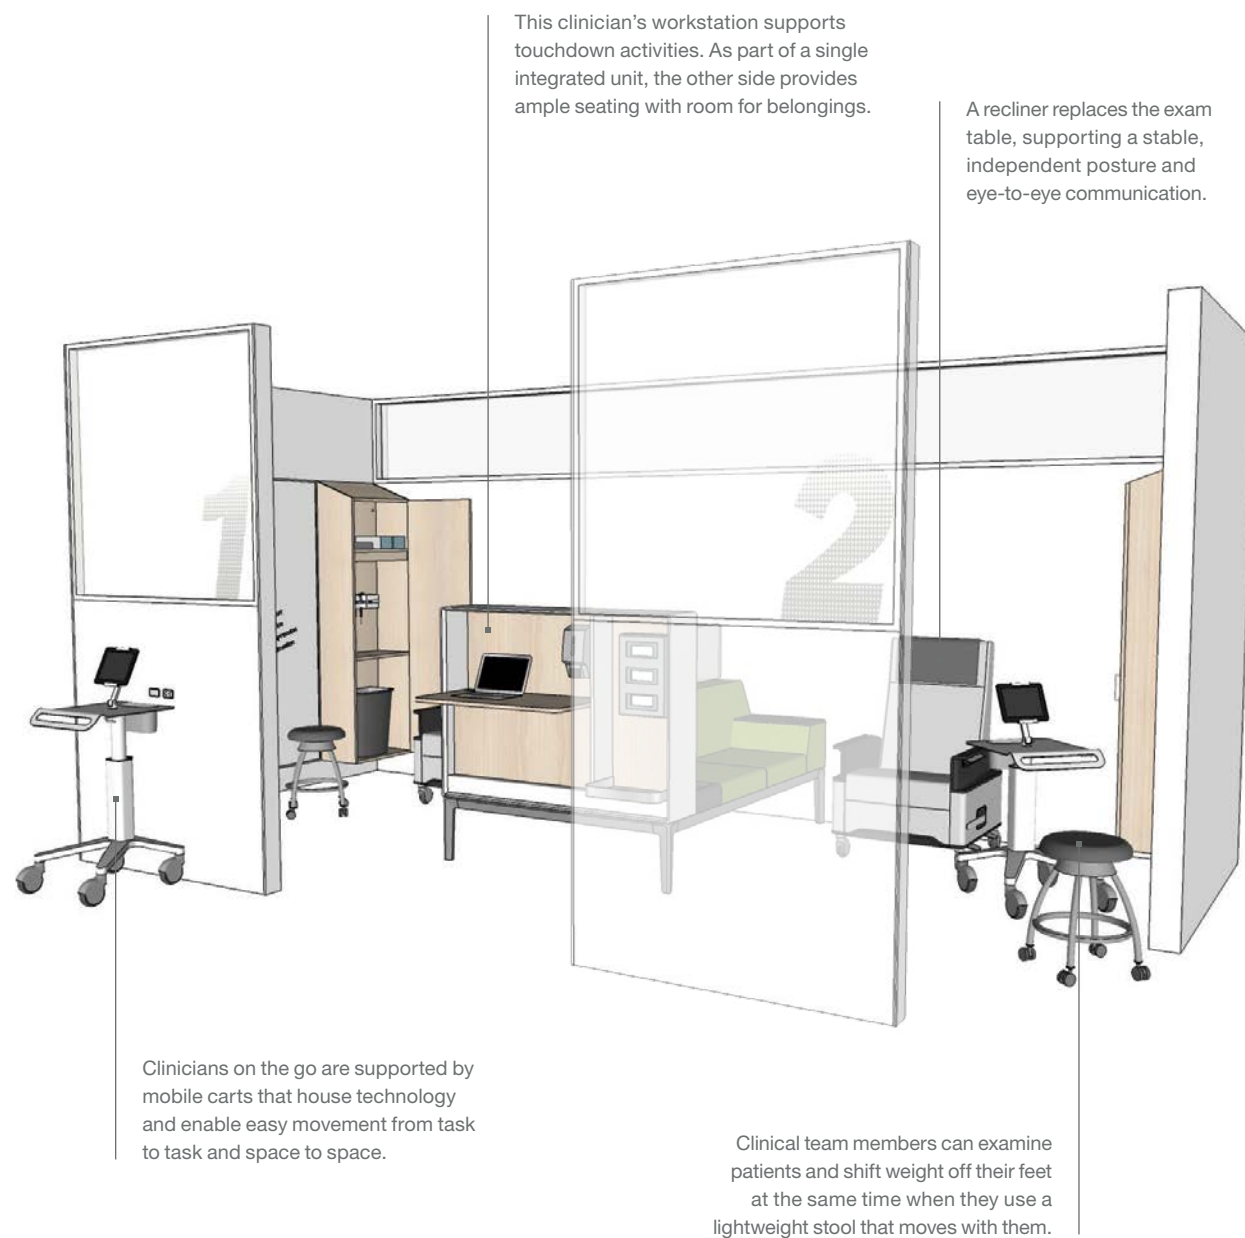 This clinician’s workstation supports
touchdown activities. As part of a single
integrated unit, the other side provides
ample seating with room for belongings.
A recliner replaces the exam
table, supporting a stable,
independent posture and
eye-to-eye communication.
1
2
Clinicians on the go are supported by
mobile carts that house technology
and enable easy movement from task
to task and space to space.
Clinical team members can examine
patients and shift weight off their feet
at the same time when they use a
lightweight stool that moves with them.